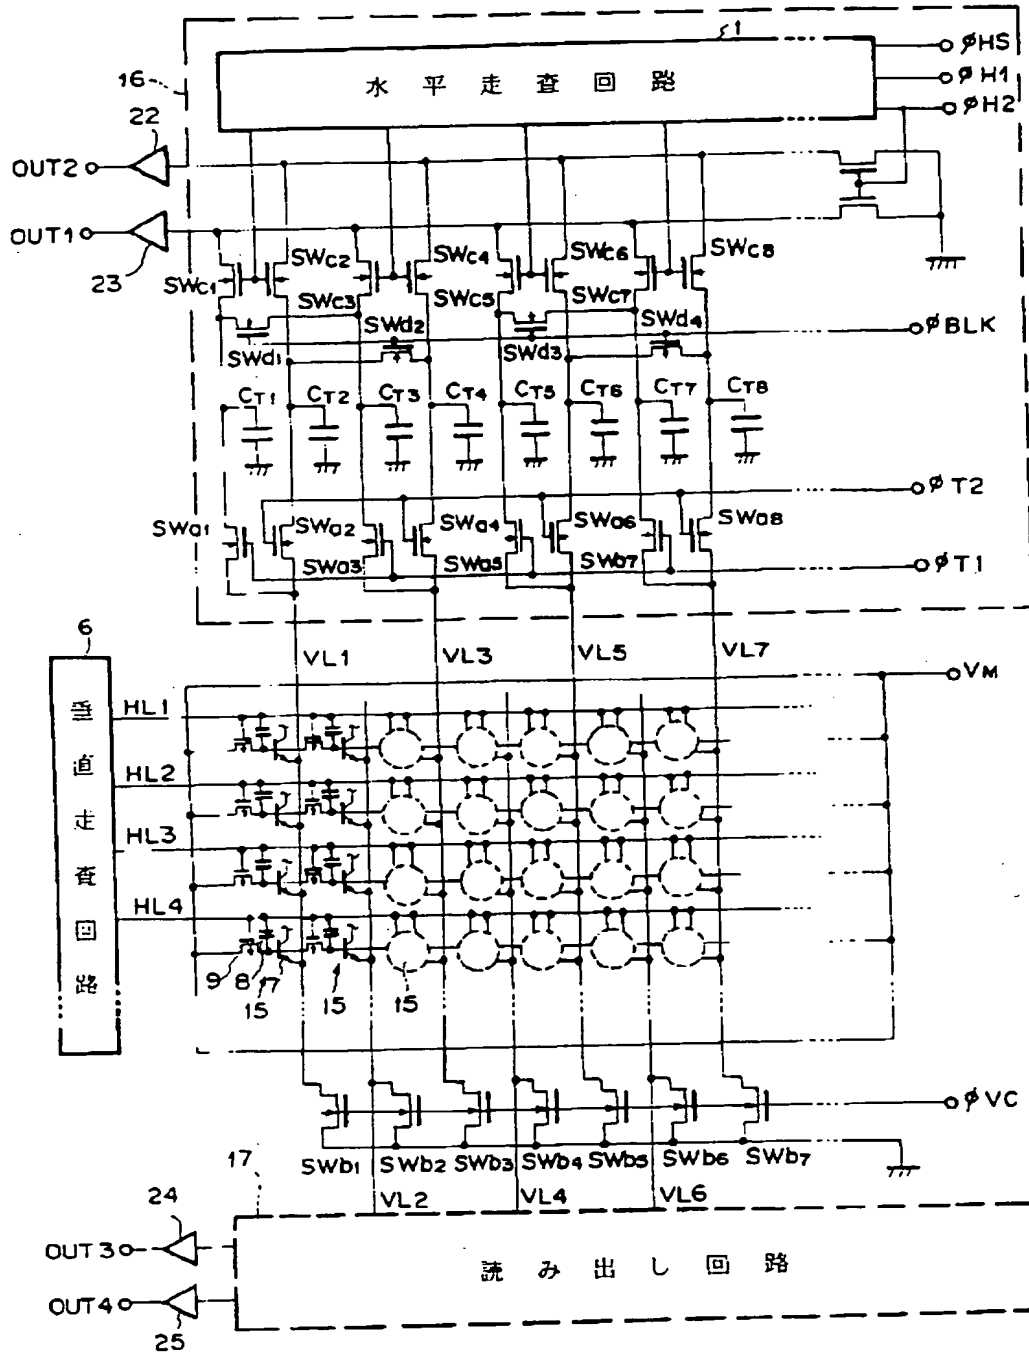 1
φHS
水平走査回路
φH1
16
φH2
22
OUT2
OUT1
23
SWC1
SWC2
SWC3
SWC4
SWC5
SWC6
SWC7
SWC8
SWd1
SWd2
SWd3
SWd4
φBLK
CT1
CT2
CT3
CT4
CT5
CT6
CT7
CT8
φT2
SWa1
SWa2
SWa3
SWa4
SWa5
SWa6
SWa7
SWa8
φT1
6
VL1
VL3
VL5
VL7
VM
垂直走査回路
HL1
HL2
HL3
HL4
9
8
17
15
15
15
φVC
SWb1
SWb2
SWb3
SWb4
SWb5
SWb6
SWb7
17
VL2
VL4
VL6
24
OUT3
読み出し回路
OUT4
25